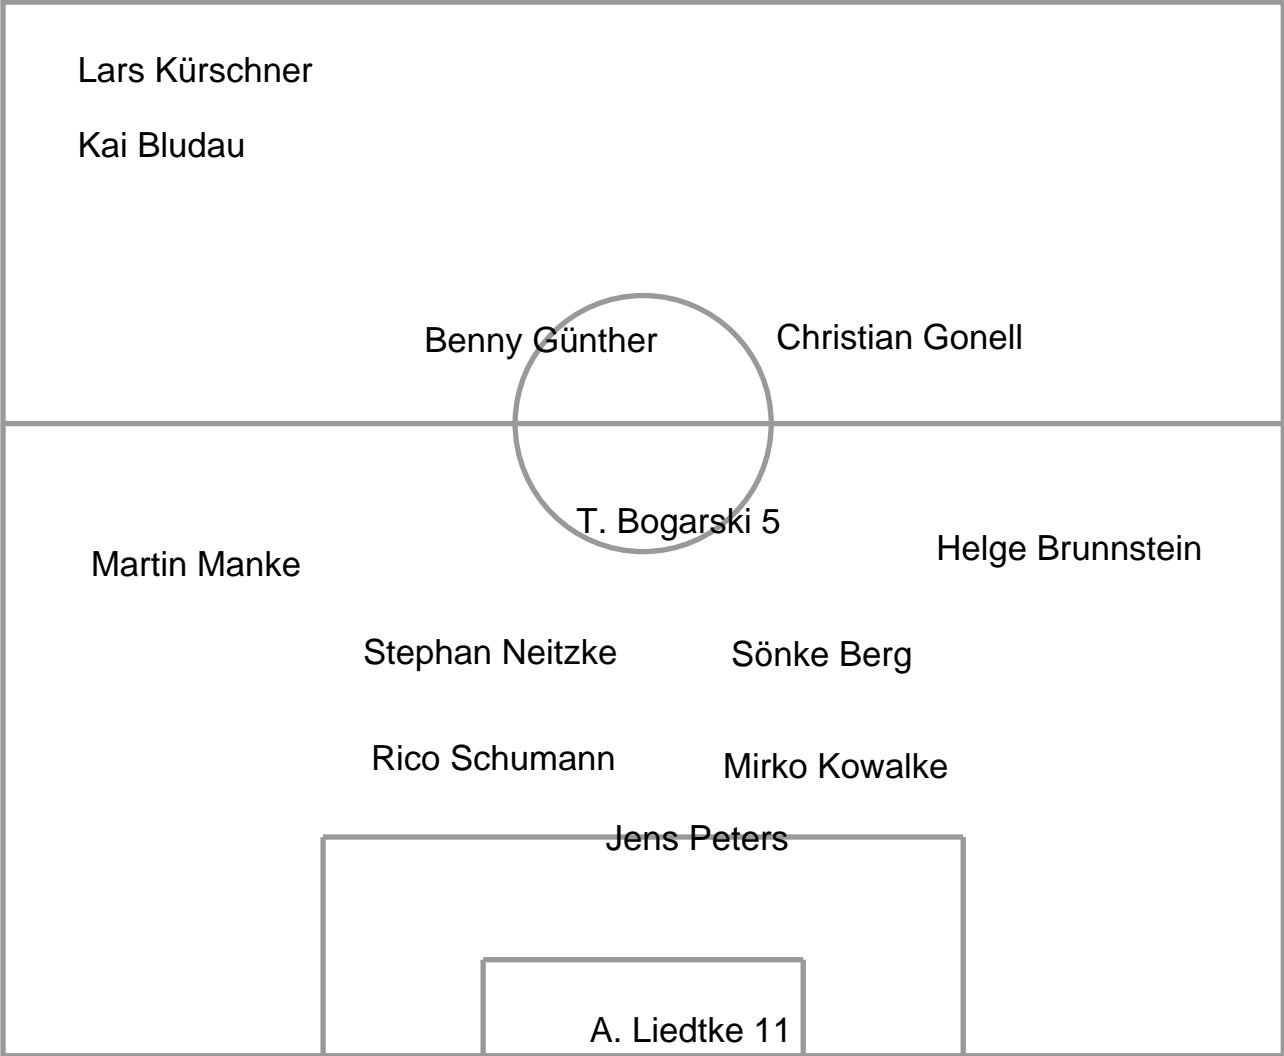 Lars Kürschner
Kai Bludau
Benny Günther
Christian Gonell
T. Bogarski 5
Helge Brunnstein
Martin Manke
Stephan Neitzke
Sönke Berg
Rico Schumann
Mirko Kowalke
Jens Peters
A. Liedtke 11